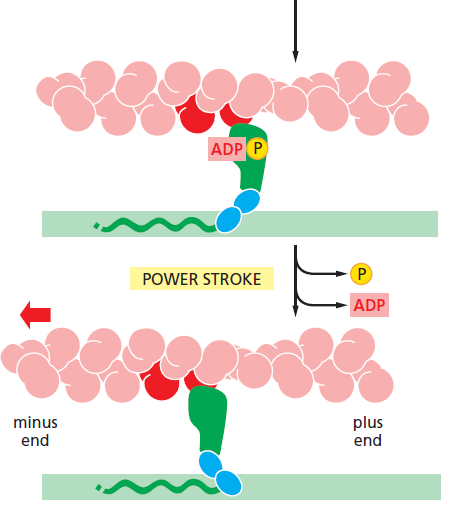 ADP P
POWER STROKE
P
ADP
minus
end
plus
end